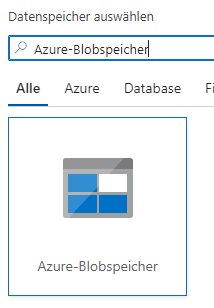 Datenspeicher auswählen
Azure-Blobspeicher
Alle Azure Database
Azure-Blobspeicher